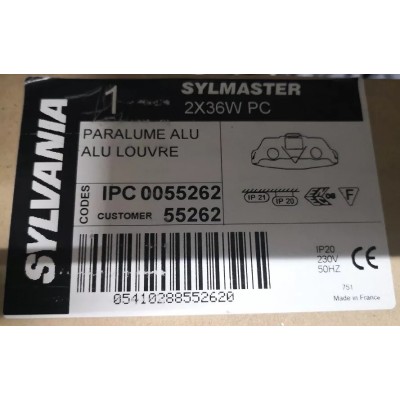 SYLVANIA
1
SYLMASTER
2X36W PC
PARALUME ALU
ALU LOUVRE
CODES
IPC 0055262
CUSTOMER 55262
IP 21
IP 20
F
IP20
230V
50HZ
CE
751
Made in France
05410288552620